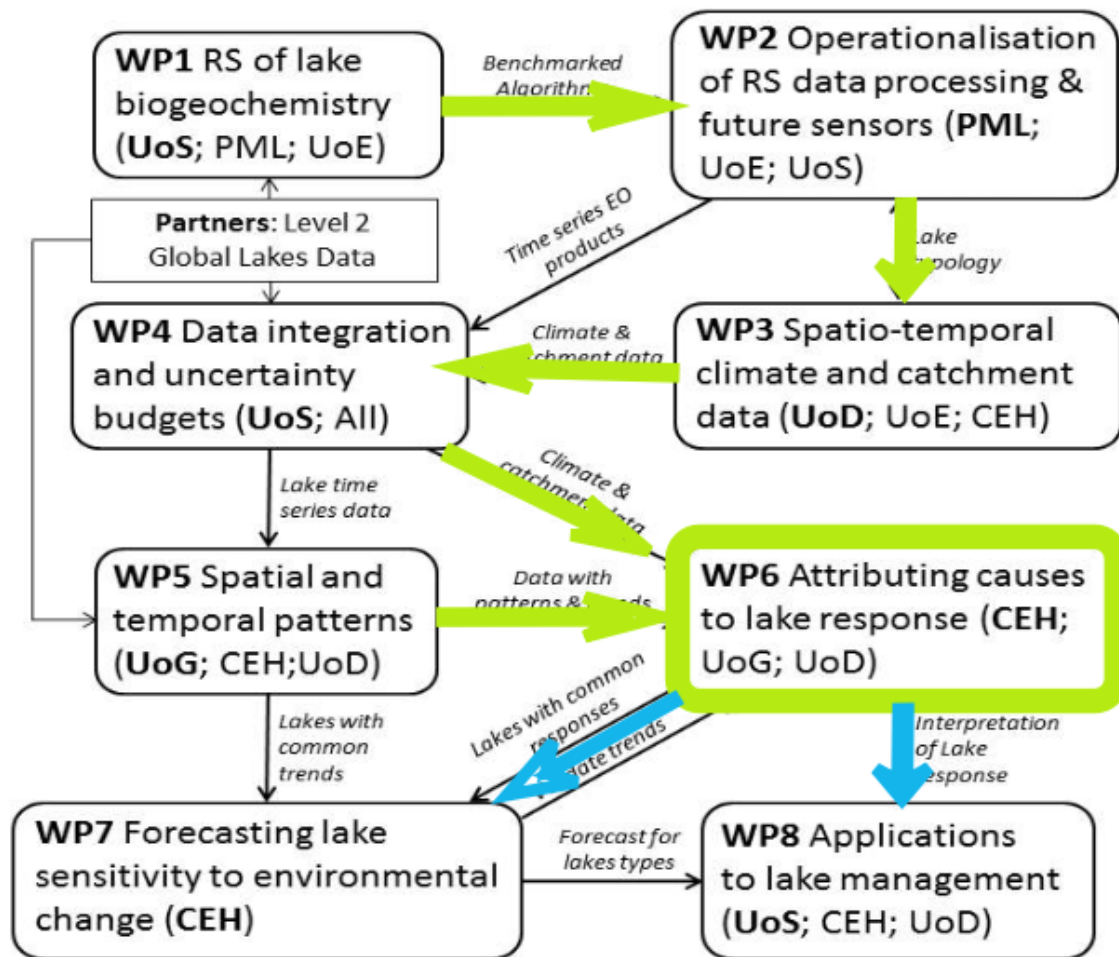 WP1 RS of lake
biogeochemistry
(UoS; PML; UoE)
Benchmarked
WP2 Operationalisation
of RS data processing &
future sensors (PML;
UoE; UoS)
Partners: Level 2
Global Lakes Data
Time series EO
products
Lake
WP4 Data integration
and uncertainty
budgets (UoS; All)
Climate &
data
WP3 Spatio-temporal
climate and catchment
data (UoD; UoE; CEH)
Lake time
series data
Climate &
data
WP5 Spatial and
temporal patterns
(UoG; CEH;UoD)
Data with
patterns &
WP6 Attributing causes
to lake response (CEH;
UoG; UoD)
Lakes with
common
trends
Lakes with common
responses
trends
Interpretation
of Lake
WP7 Forecasting lake
sensitivity to environmental
change (CEH)
Forecast for
lakes types
WP8 Applications
to lake management
(UoS; CEH; UoD)